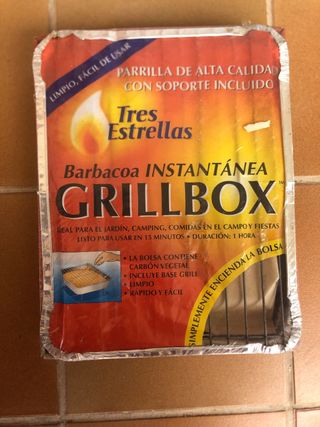 LIMPIO, FÁCIL DE USAR
PARRILLA DE ALTA CALIDA
CON SOPORTE INCLUIDO
Tres
Estrellas
Barbacoa INSTANTÁNEA
GRILLBOX
EAL PARA EL JARDÍN, CAMPING, COMIDAS EN EL CAMPO Y FIESTAS
LISTO PARA USAR EN 15 MINUTOS • DURACIÓN: 1 HORA
• LA BOLSA CONTIENE
CARBÓN VEGETAL
• INCLUYE BASE GRILL
• LIMPIO
• RÁPIDO Y FÁCIL
SIMPLEMENTE ENCIENDA LA BOLSA